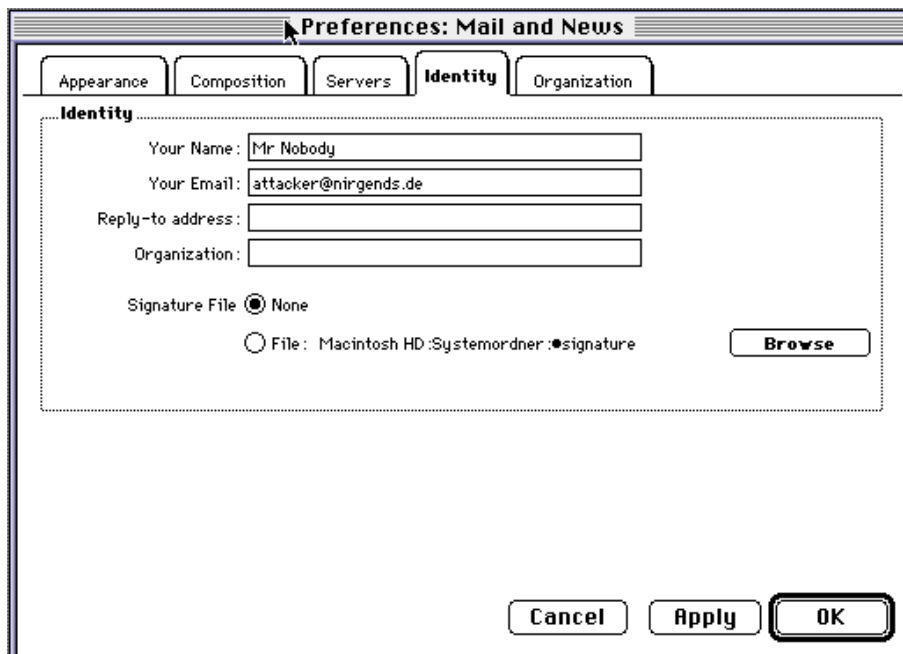 Preferences: Mail and News
Appearance Composition Servers Identity Organization
Identity
Your Name: Mr Nobody
Your Email: attacker@nirgends.de
Reply-to address:
Organization:
Signature File None
File: Macintosh HD:Systemordner:●signature Browse
Cancel Apply OK